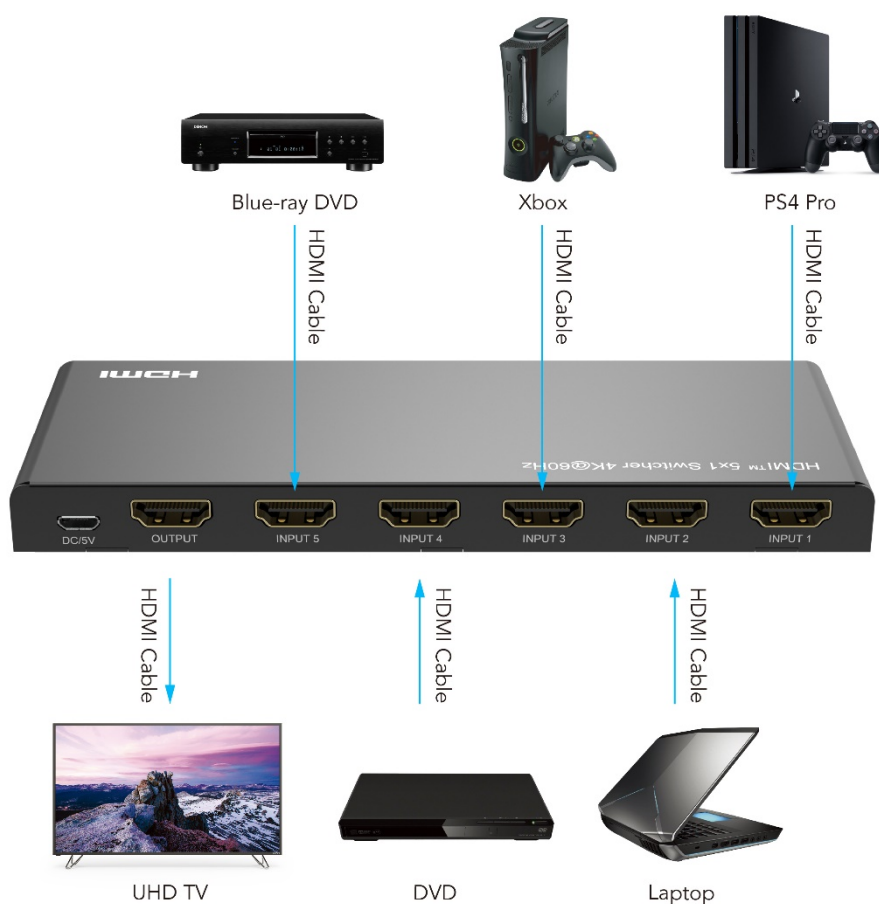 Blue-ray DVD
Xbox
PS4 Pro
HDMI Cable
HDMI Cable
HDMI Cable
HDMI
HDMI™ 5x1 Switcher 4K@60Hz
DC/5V
OUTPUT
INPUT 5
INPUT 4
INPUT 3
INPUT 2
INPUT 1
HDMI Cable
HDMI Cable
HDMI Cable
UHD TV
DVD
Laptop